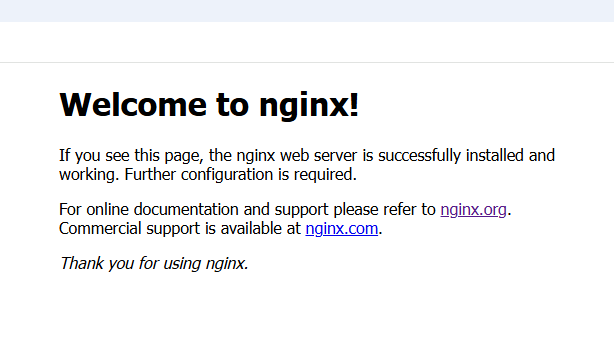 Welcome to nginx!
If you see this page, the nginx web server is successfully installed and
working. Further configuration is required.
For online documentation and support please refer to nginx.org.
Commercial support is available at nginx.com.
Thank you for using nginx.